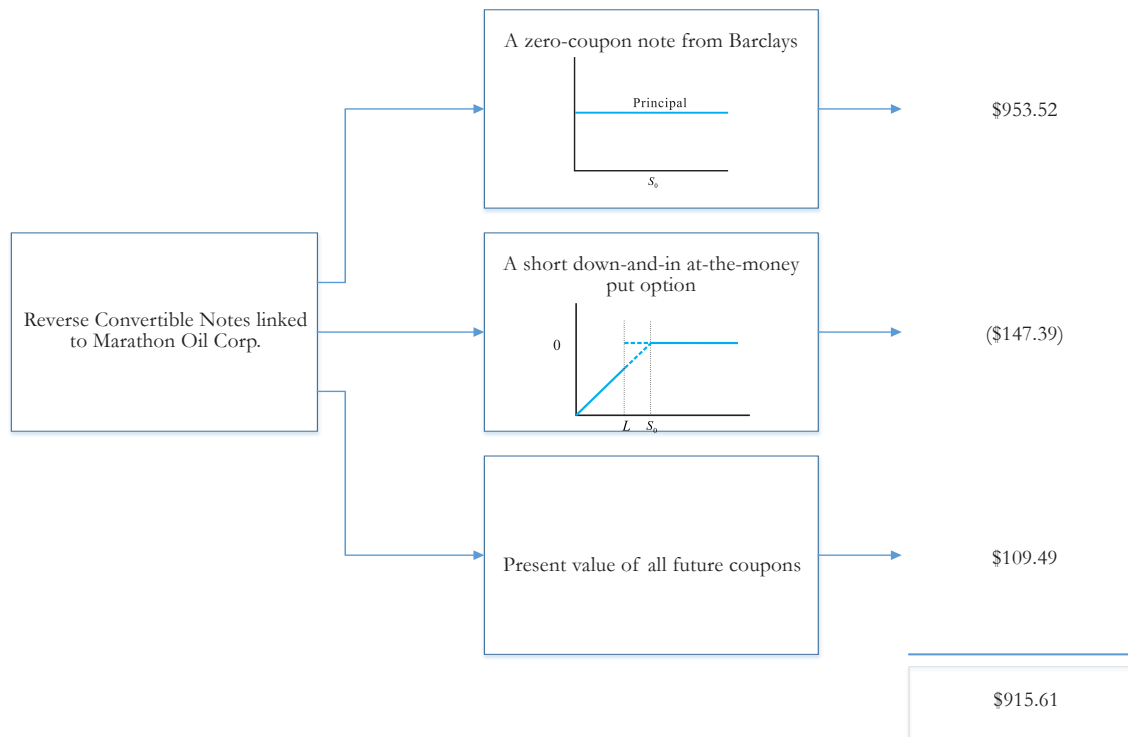 A zero-coupon note from Barclays
Principal
S₀
$953.52
Reverse Convertible Notes linked
to Marathon Oil Corp.
A short down-and-in at-the-money
put option
0
L S₀
($147.39)
Present value of all future coupons
$109.49
$915.61